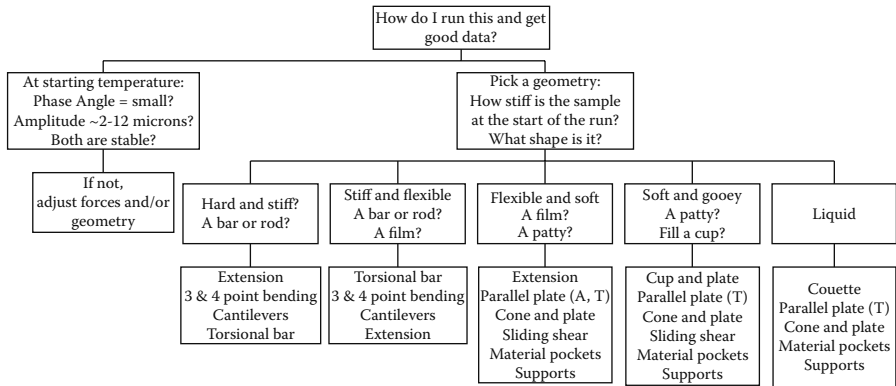 How do I run this and get
good data?
At starting temperature:
Phase Angle = small?
Amplitude ~2-12 microns?
Both are stable?
If not,
adjust forces and/or
geometry
Pick a geometry:
How stiff is the sample
at the start of the run?
What shape is it?
Hard and stiff?
A bar or rod?
Extension
3 & 4 point bending
Cantilevers
Torsional bar
Stiff and flexible
A bar or rod?
A film?
Torsional bar
3 & 4 point bending
Cantilevers
Extension
Flexible and soft
A film?
A patty?
Extension
Parallel plate (A, T)
Cone and plate
Sliding shear
Material pockets
Supports
Soft and gooey
A patty?
Fill a cup?
Cup and plate
Parallel plate (T)
Cone and plate
Sliding shear
Material pockets
Supports
Liquid
Couette
Parallel plate (T)
Cone and plate
Material pockets
Supports